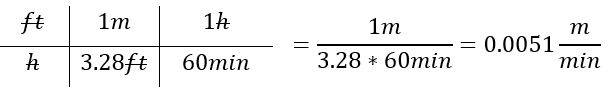 ft 1m 1h = 1m = 0.0051 m
h 3.28ft 60min 3.28 * 60min min